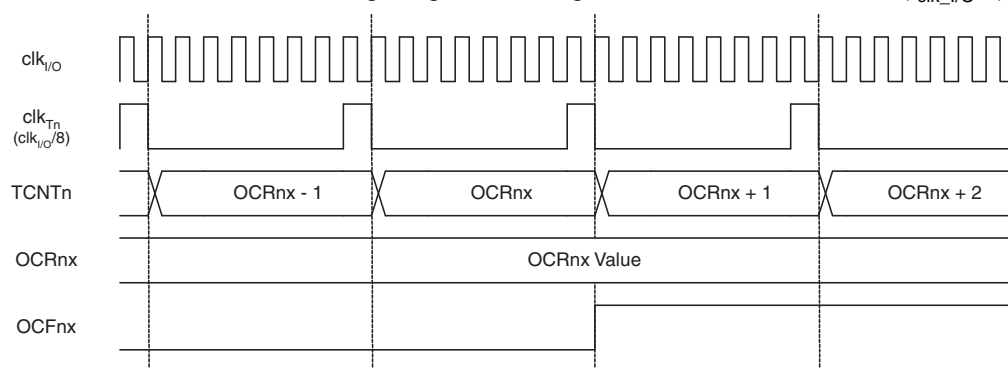 clkI/O
clkTn
(clkI/O/8)
TCNTn OCRnx - 1 OCRnx OCRnx + 1 OCRnx + 2
OCRnx OCRnx Value
OCFnx